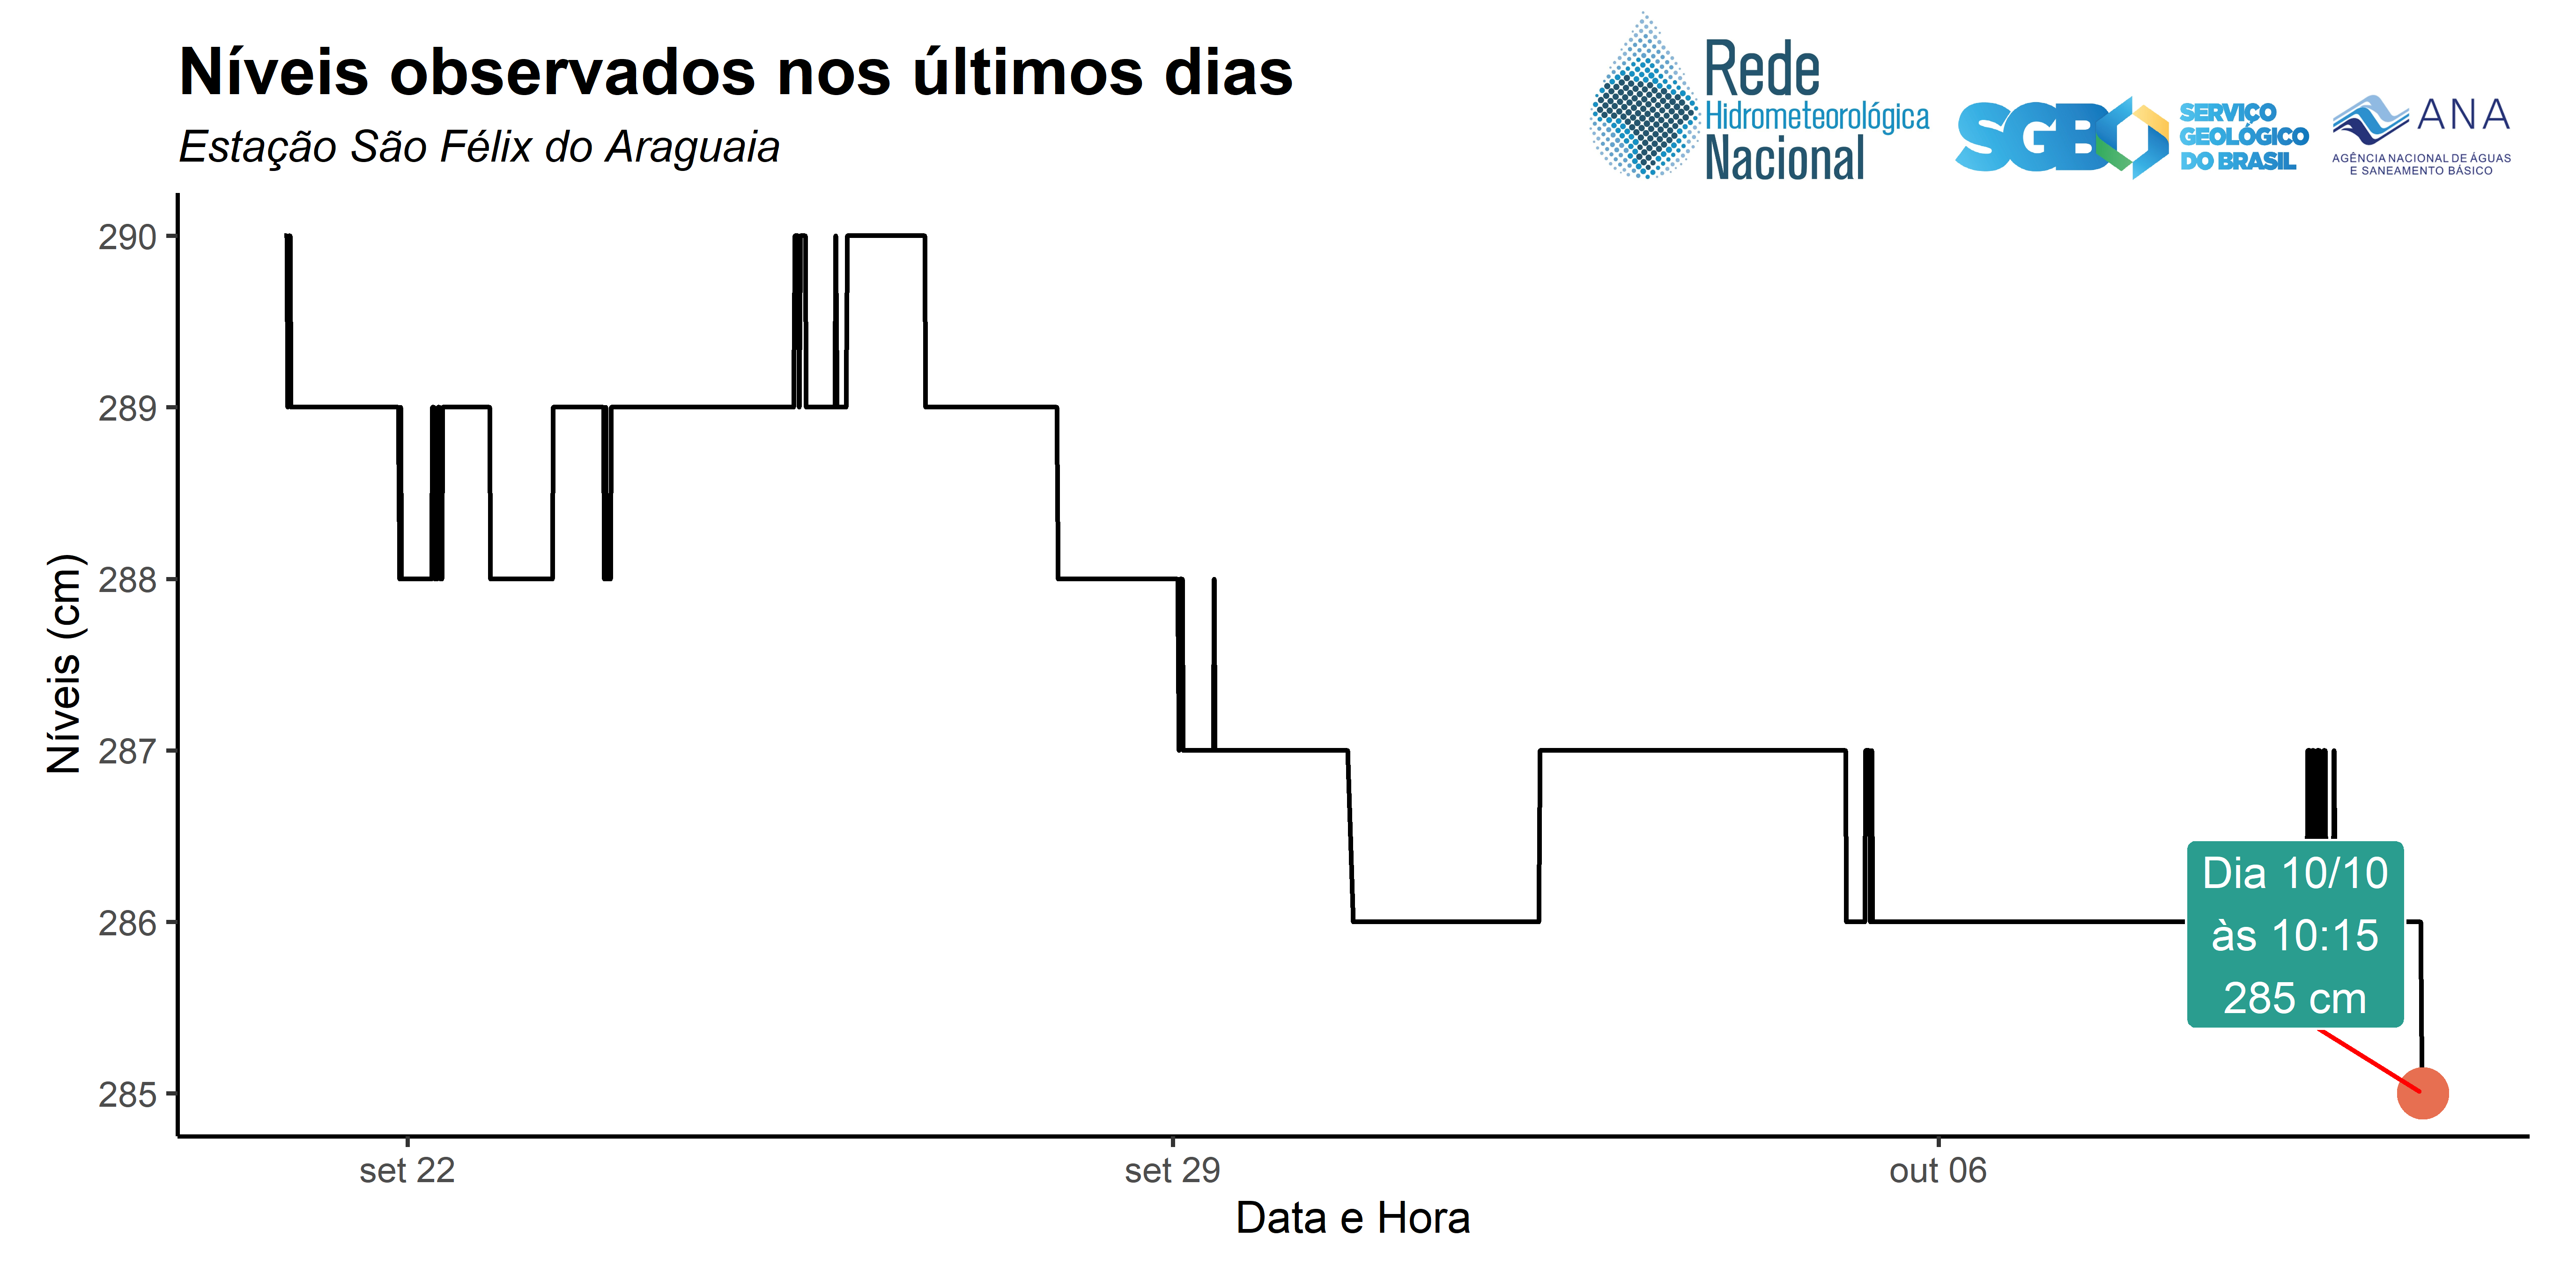 Níveis observados nos últimos dias
Estação São Félix do Araguaia
Rede
Hidrometeorológica
Nacional
SGB
SERVIÇO
GEOLÓGICO
DO BRASIL
ANA
AGÊNCIA NACIONAL DE ÁGUAS
E SANEAMENTO BÁSICO
Níveis (cm)
290
289
288
287
286
285
Dia 10/10
às 10:15
285 cm
set 22
set 29
out 06
Data e Hora